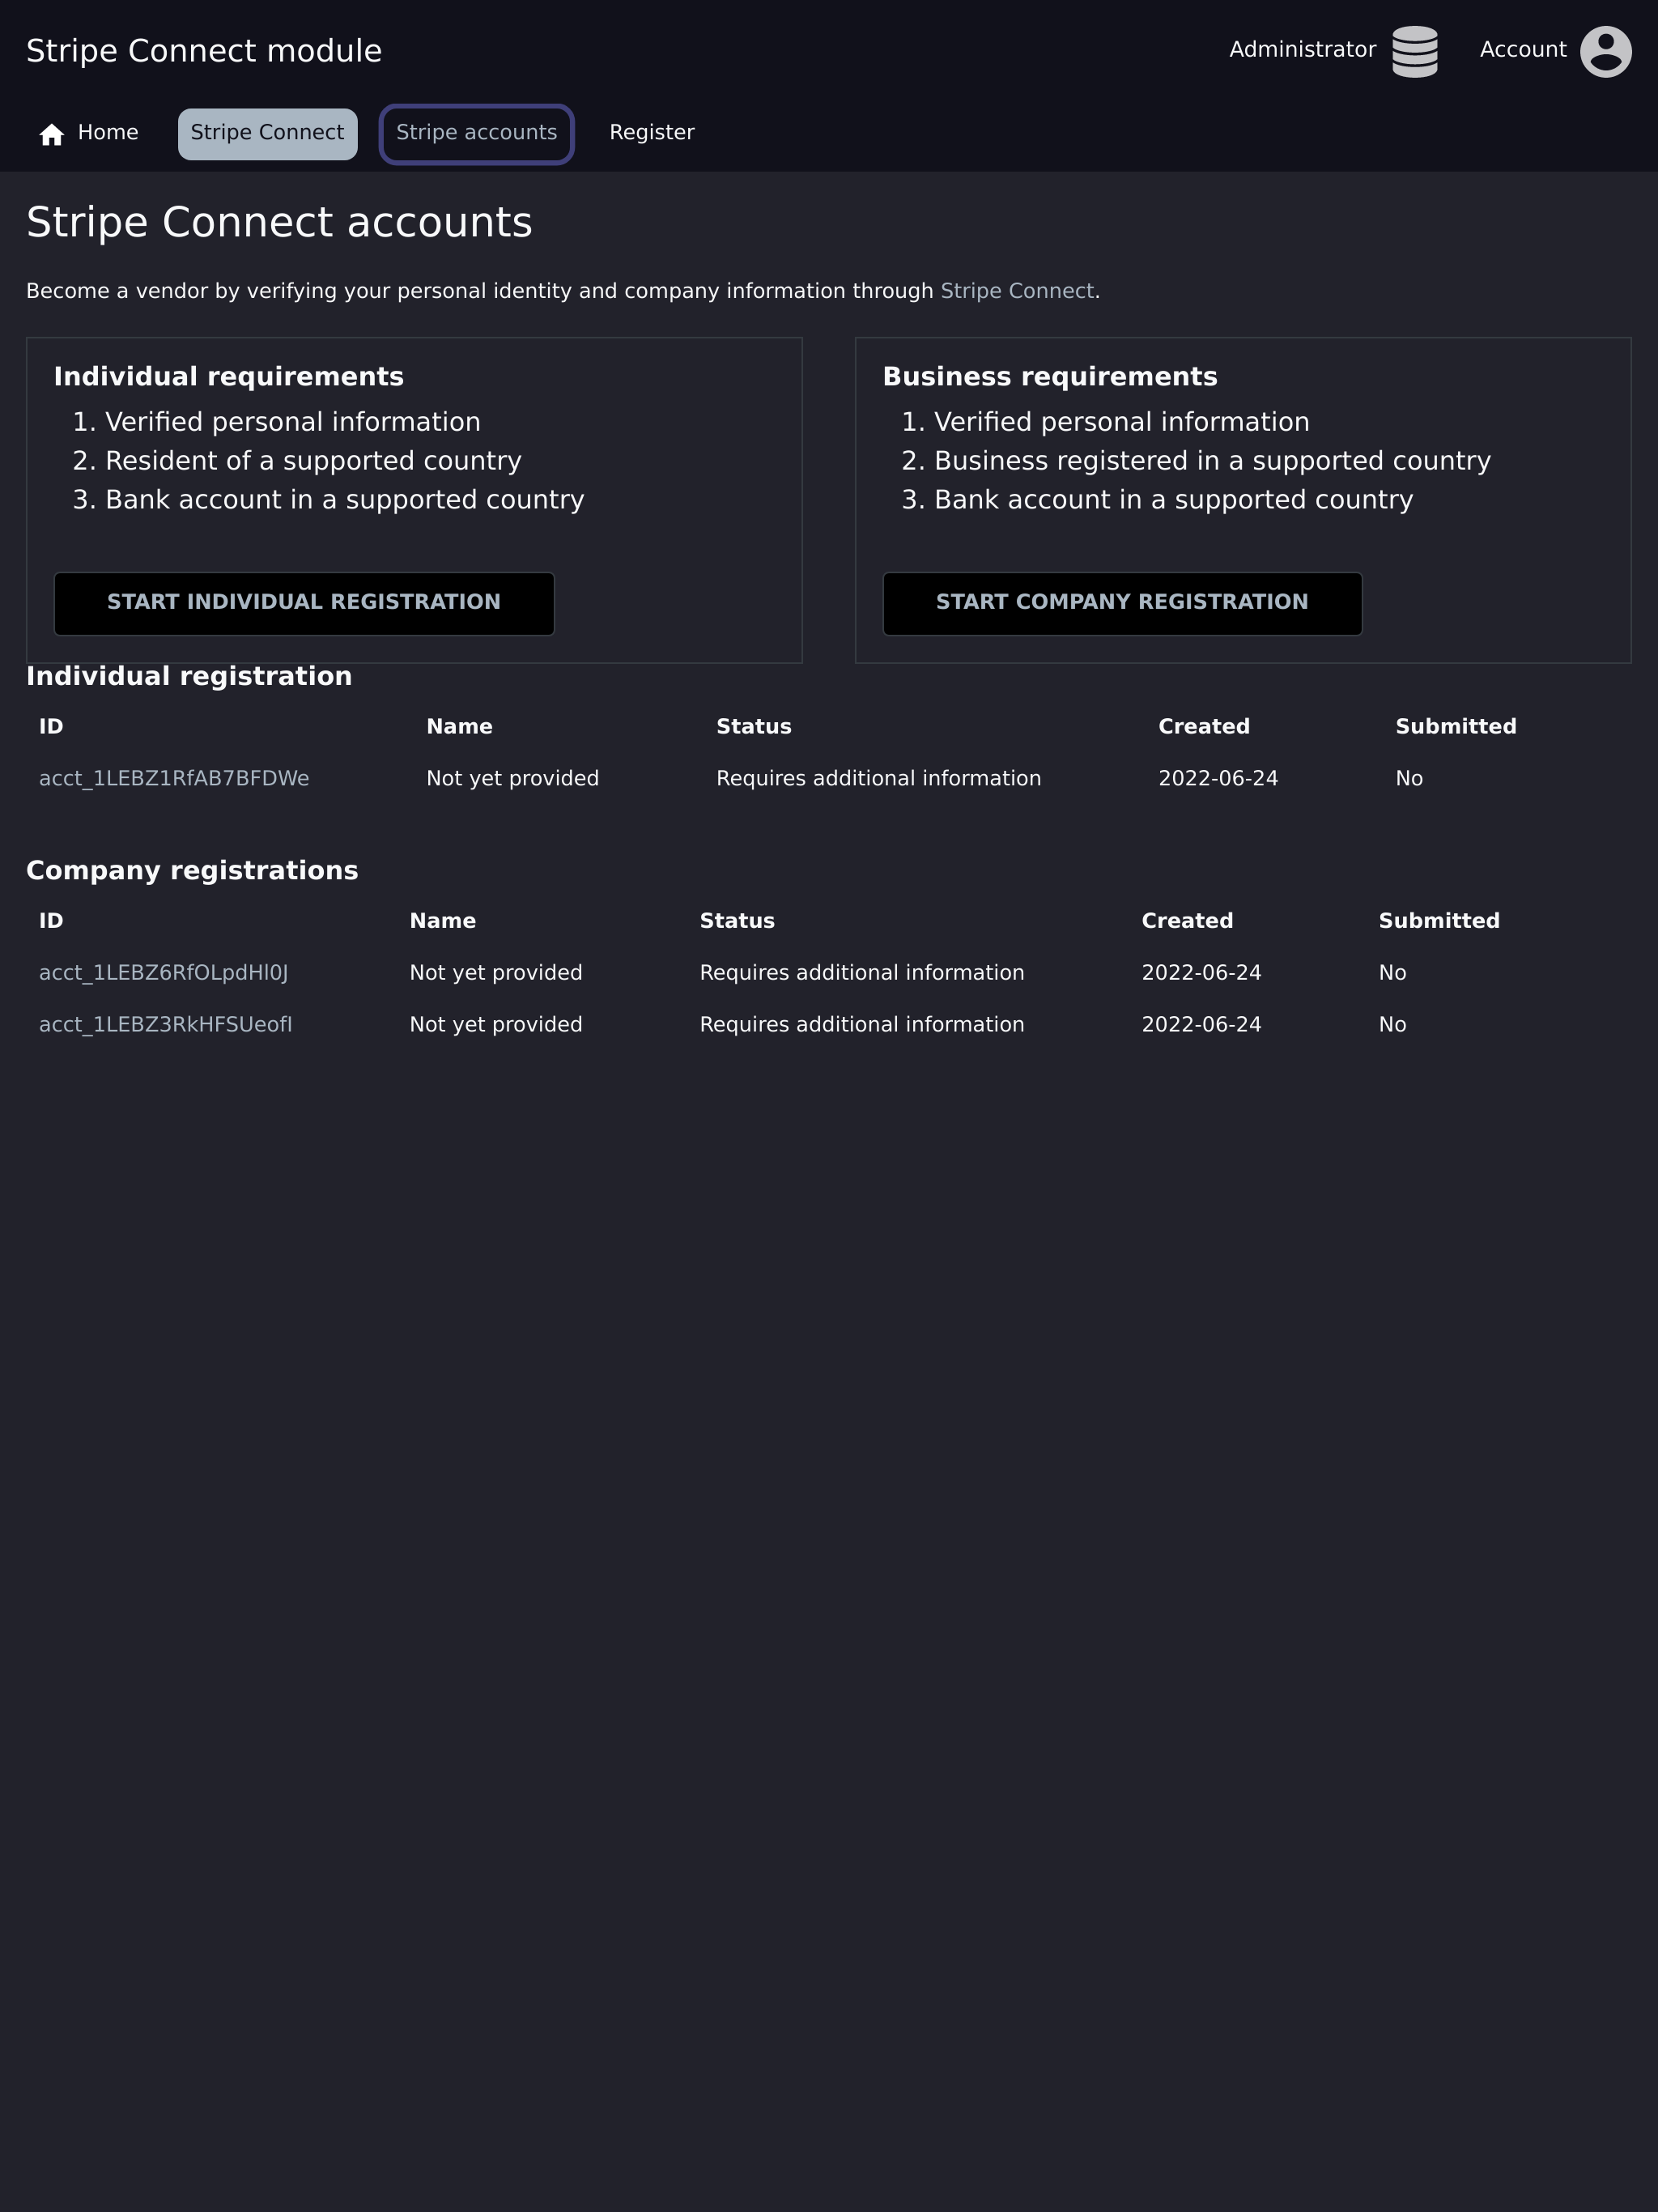 Stripe Connect module
Administrator
Account
Home
Stripe Connect
Stripe accounts
Register
Stripe Connect accounts
Become a vendor by verifying your personal identity and company information through Stripe Connect.
Individual requirements
1. Verified personal information
2. Resident of a supported country
3. Bank account in a supported country
START INDIVIDUAL REGISTRATION
Business requirements
1. Verified personal information
2. Business registered in a supported country
3. Bank account in a supported country
START COMPANY REGISTRATION
Individual registration
ID Name Status Created Submitted
acct_1LEBZ1RfAB7BFDWe Not yet provided Requires additional information 2022-06-24 No
Company registrations
ID Name Status Created Submitted
acct_1LEBZ6RfOLpdHl0J Not yet provided Requires additional information 2022-06-24 No
acct_1LEBZ3RkHFSUeofI Not yet provided Requires additional information 2022-06-24 No